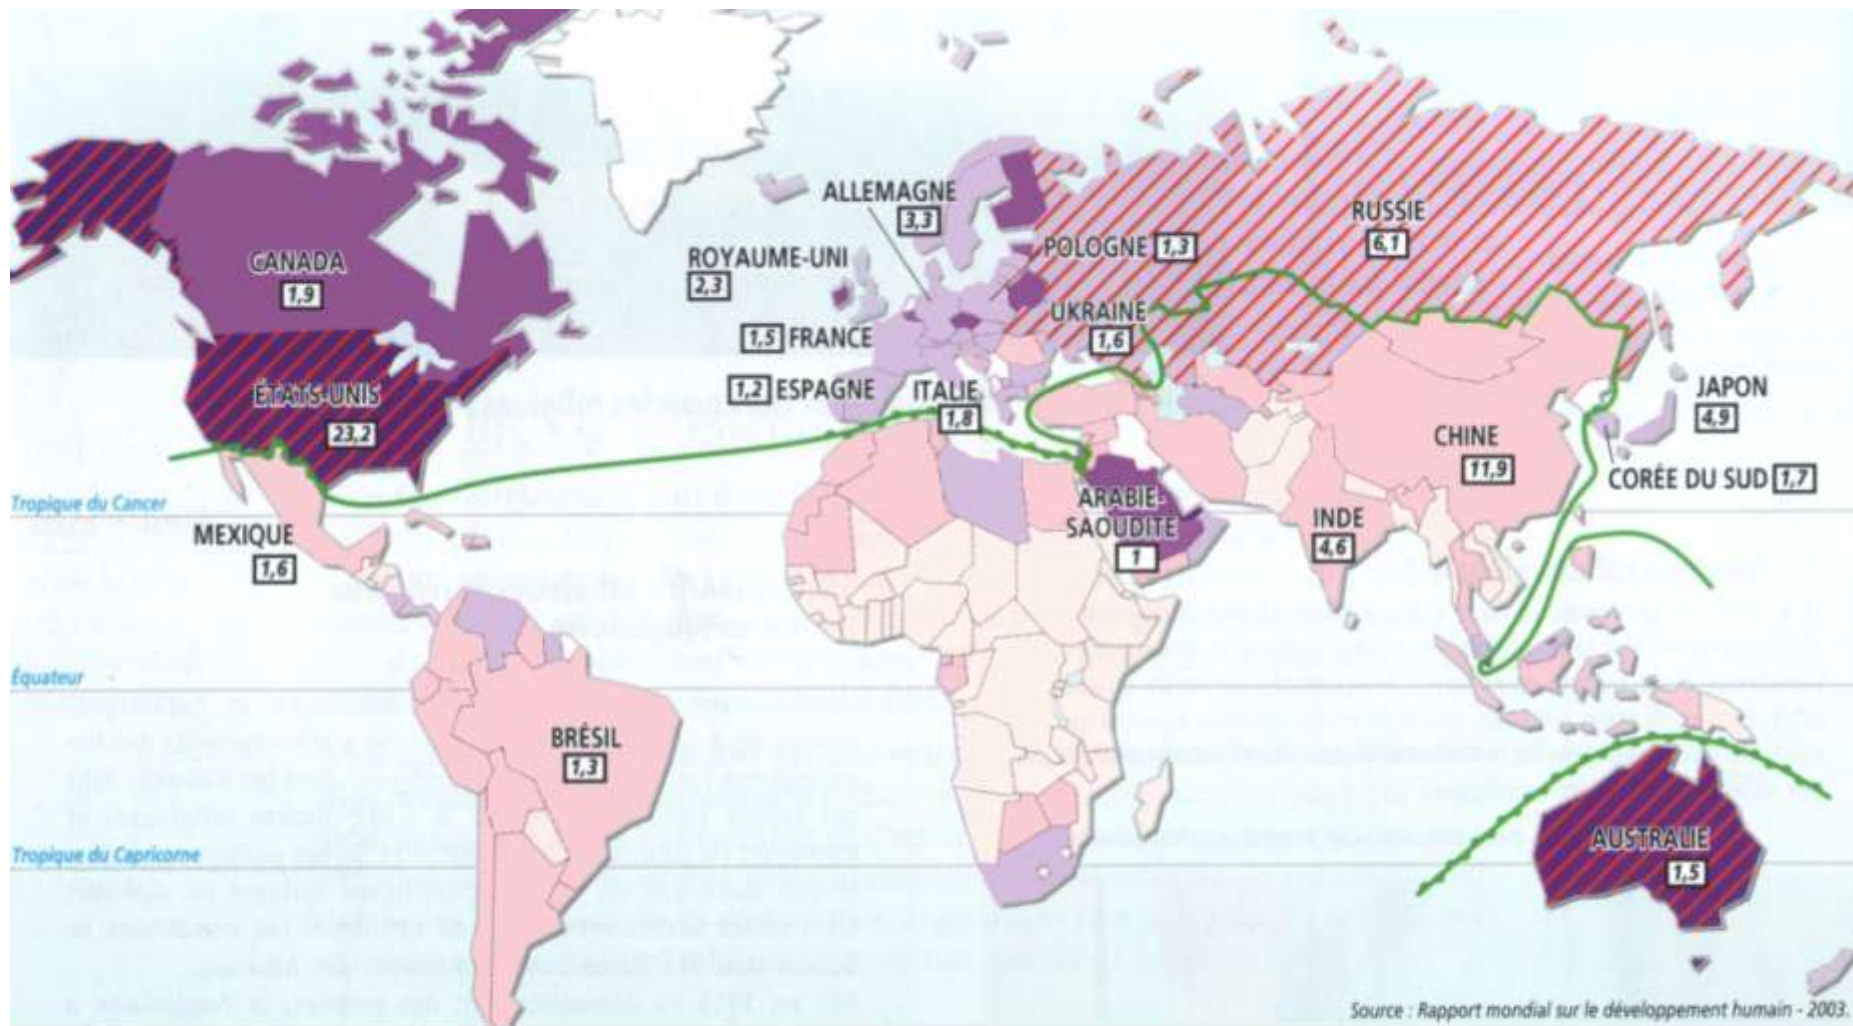 ALLEMAGNE
3,3
RUSSIE
6,1
POLOGNE 1,3
CANADA
1,9
ROYAUME-UNI
2,3
UKRAINE
1,6
1,5 FRANCE
1,2 ESPAGNE
ITALIE
1,8
ÉTATS-UNIS
23,2
JAPON
4,9
CHINE
11,9
CORÉE DU SUD 1,7
Tropique du Cancer
ARABIE-
SAOUDITE
1
INDE
4,6
MEXIQUE
1,6
Équateur
BRÉSIL
1,3
Tropique du Capricorne
AUSTRALIE
1,5
Source : Rapport mondial sur le développement humain - 2003.